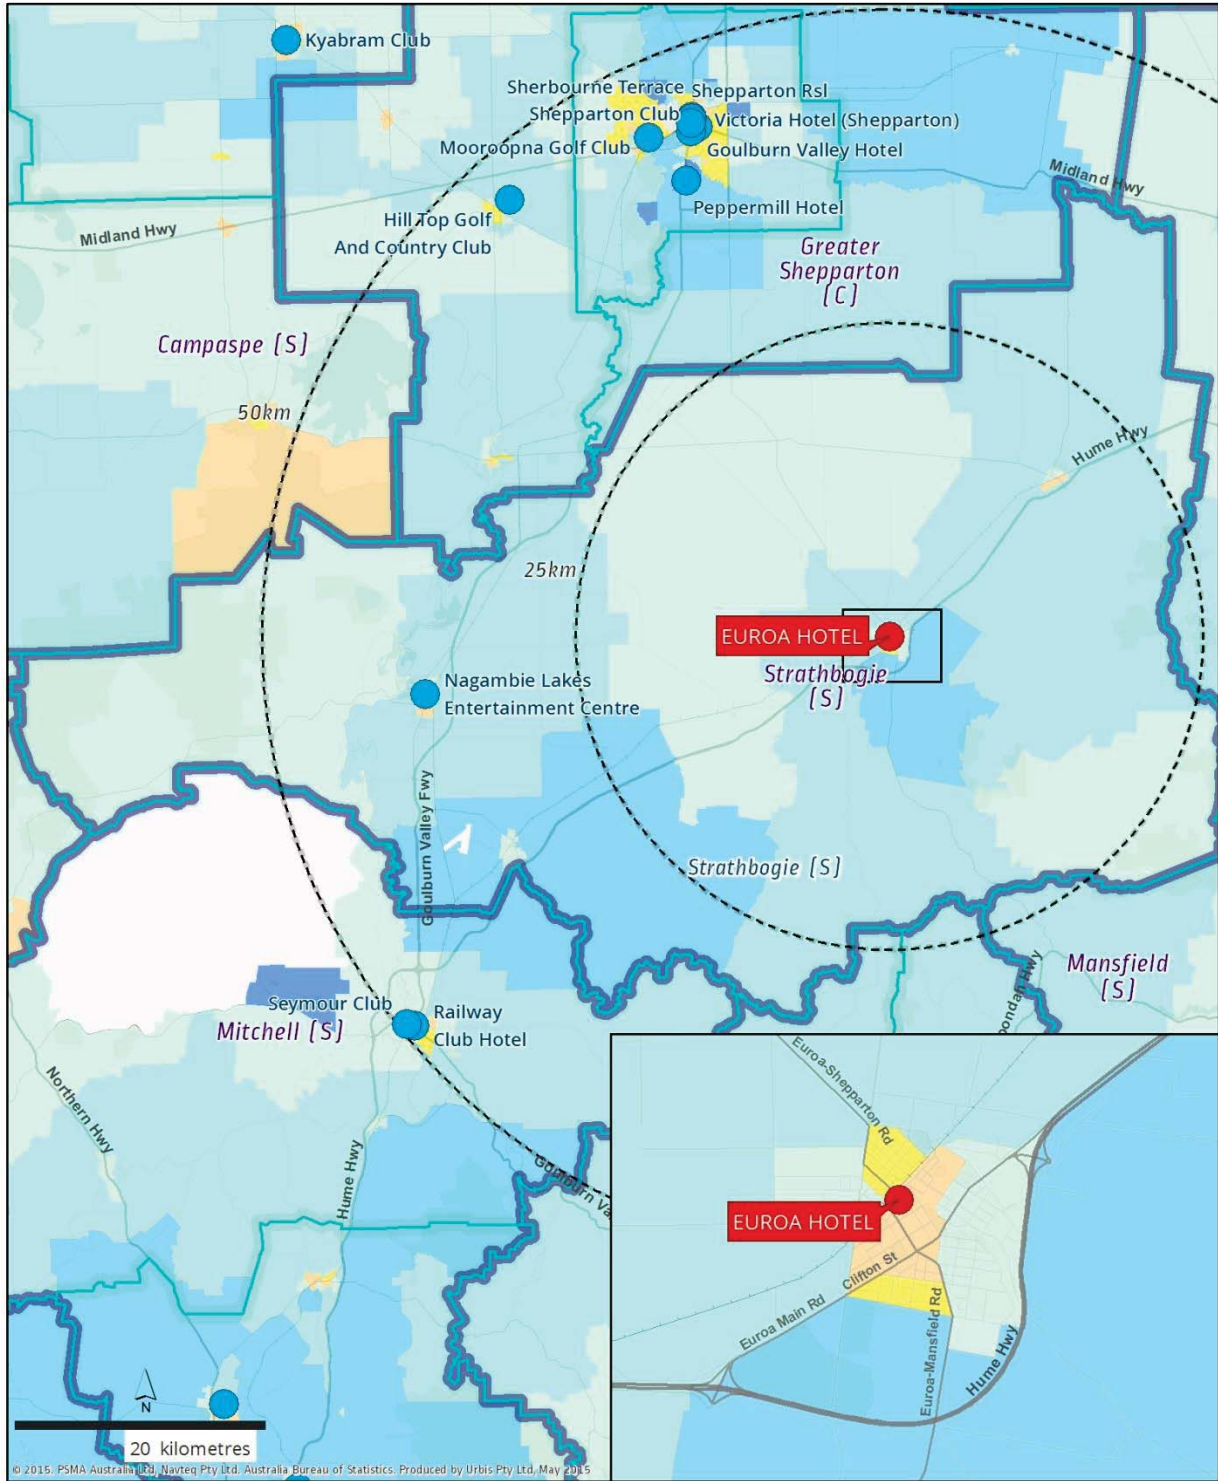 Kyabram Club
Sherbourne Terrace
Shepparton Rsl
Shepparton Club
Victoria Hotel (Shepparton)
Mooroopna Golf Club
Goulburn Valley Hotel
Midland Hwy
Peppermill Hotel
Hill Top Golf
And Country Club
Midland Hwy
Greater
Shepparton
[C]
Campaspe [S]
50km
Hume Hwy
25km
EUROA HOTEL
Strathbogie
[S]
Nagambie Lakes
Entertainment Centre
Goulburn Valley Fwy
Strathbogie [S]
Mansfield
[S]
oondah Hwy
Seymour Club
Railway
Club Hotel
Mitchell [S]
Northern Hwy
Hume Hwy
Goulburn Va
Euroa-Shepparton Rd
EUROA HOTEL
Clifton St
Euroa Main Rd
Euroa-Mansfield Rd
Hume Hwy
N
20 kilometres
© 2015. PSMA Australia Ltd, Navteq Pty Ltd. Australia Bureau of Statistics. Produced by Urbis Pty Ltd, May 2015